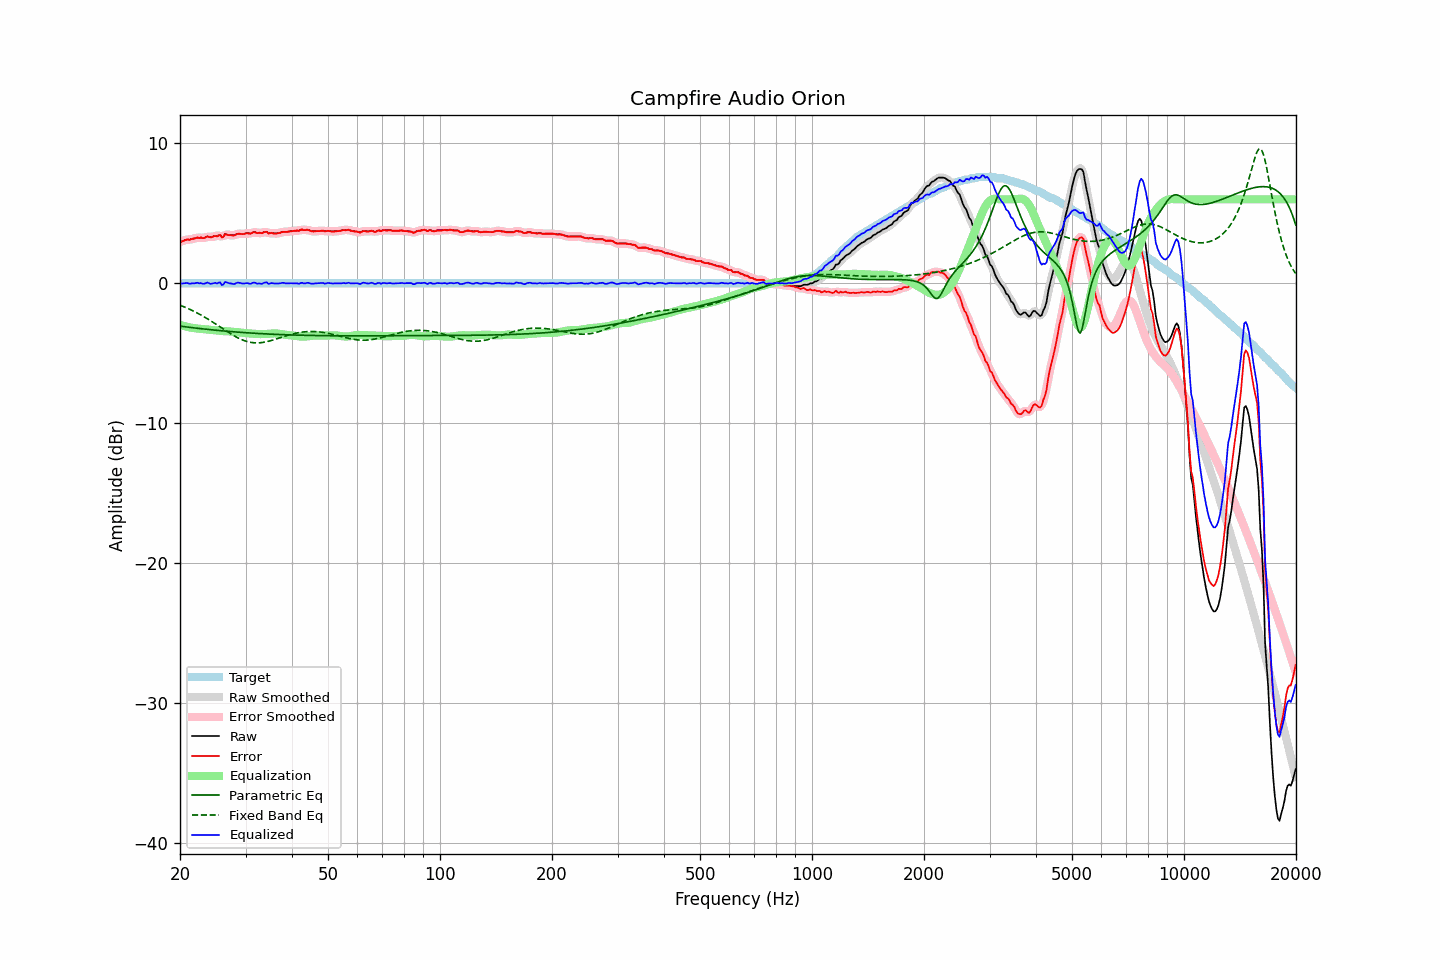 Campfire Audio Orion
10
0
−10
−20
−30
−40
Amplitude (dBr)
Target
Raw Smoothed
Error Smoothed
Raw
Error
Equalization
Parametric Eq
Fixed Band Eq
Equalized
20 50 100 200 500 1000 2000 5000 10000 20000
Frequency (Hz)